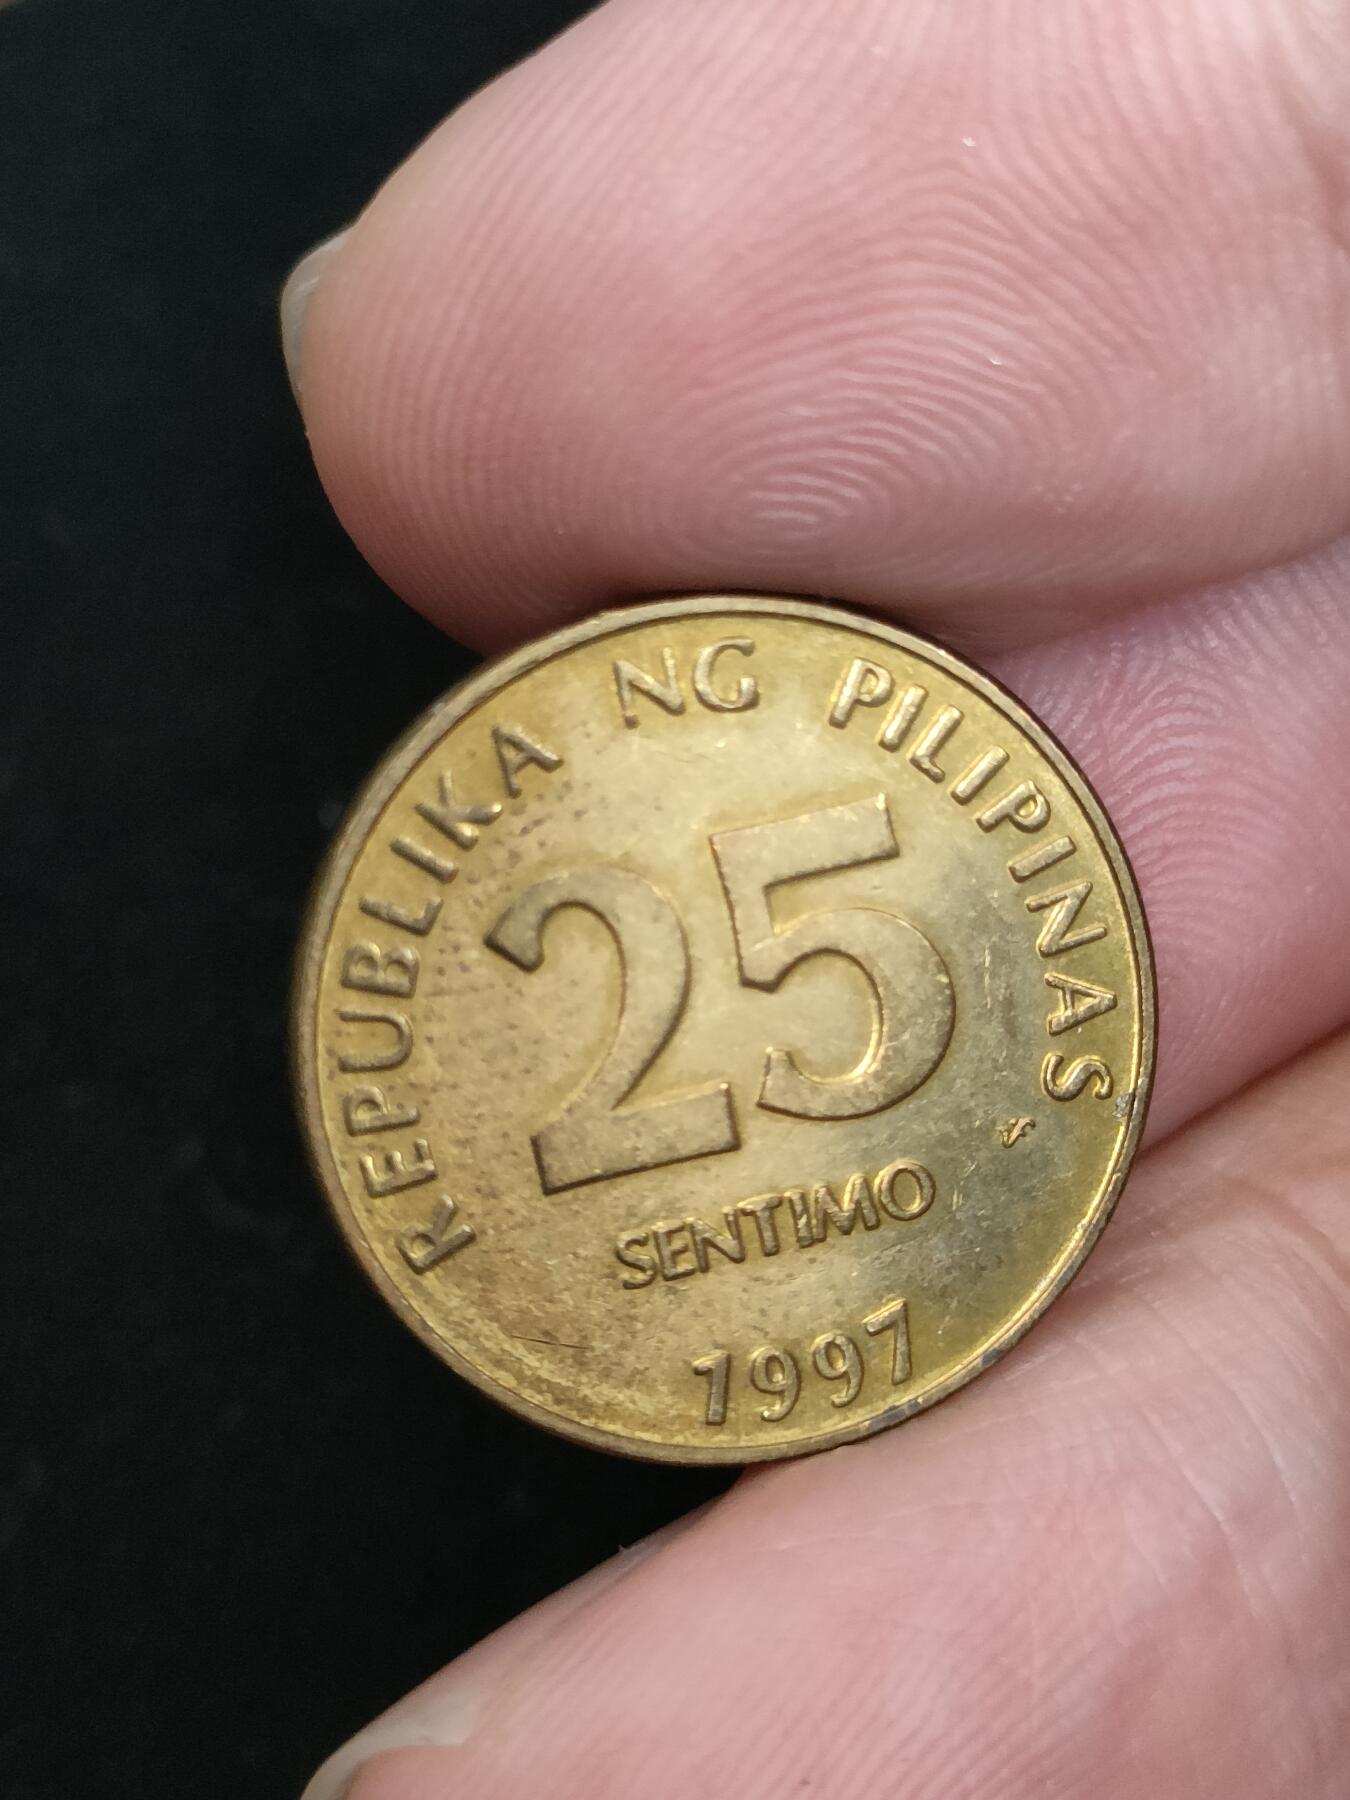 REPUBLIKA NG PILIPINAS
25
SENTIMO
1997